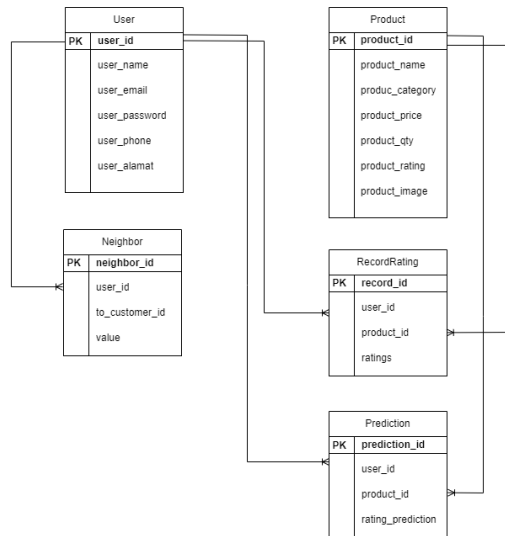 User
PK user_id
user_name
user_email
user_password
user_phone
user_alamat
Product
PK product_id
product_name
produc_category
product_price
product_qty
product_rating
product_image
Neighbor
PK neighbor_id
user_id
to_customer_id
value
RecordRating
PK record_id
user_id
product_id
ratings
Prediction
PK prediction_id
user_id
product_id
rating_prediction